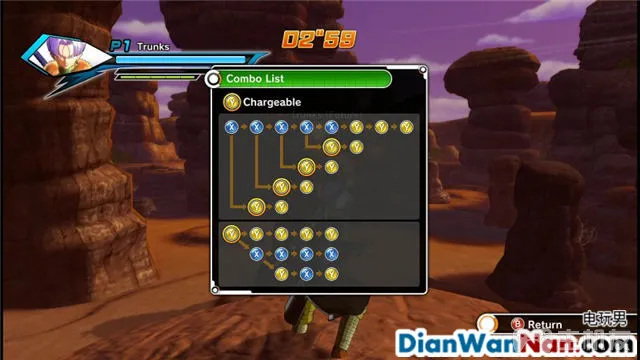 P1 Trunks
02"59
Combo List
Y Chargeable
X X X X X Y Y Y
Y Y
Y Y
Y Y
Y Y
Y Y Y Y Y
X X X X
Y X Y
B Return
电玩男
DianWanNan.com